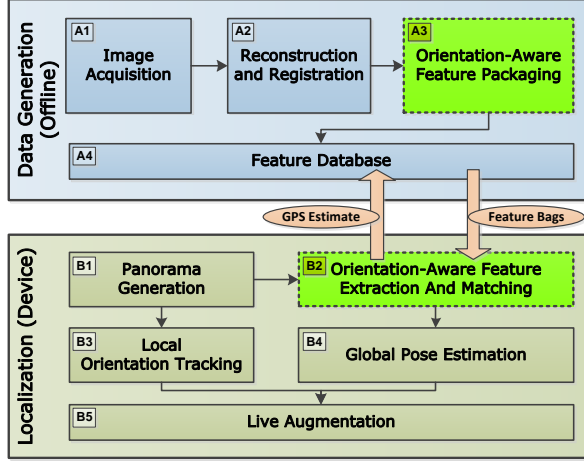 Data Generation
(Offline)
A1
Image
Acquisition
A2
Reconstruction
and Registration
A3
Orientation-Aware
Feature Packaging
A4
Feature Database
GPS Estimate
Feature Bags
Localization (Device)
B1
Panorama
Generation
B2
Orientation-Aware Feature
Extraction And Matching
B3
Local
Orientation Tracking
B4
Global Pose Estimation
B5
Live Augmentation